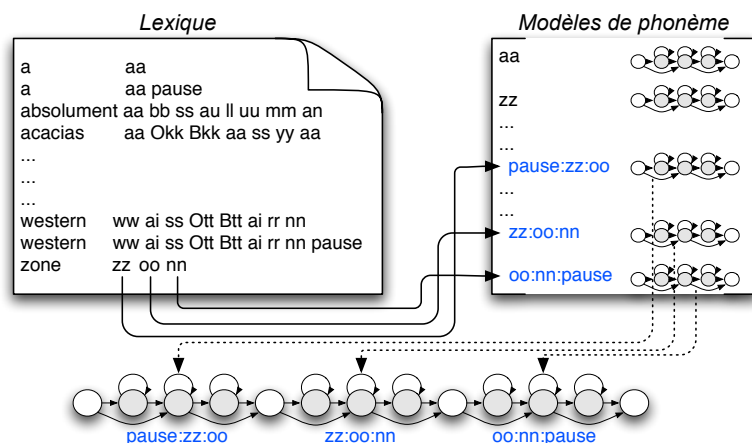 Lexique
a aa
a aa pause
absolument aa bb ss au ll uu mm an
acacias aa Okk Bkk aa ss yy aa
...
...
...
western ww ai ss Ott Btt ai rr nn
western ww ai ss Ott Btt ai rr nn pause
zone zz oo nn
Modèles de phonème
aa
zz
...
...
pause:zz:oo
...
...
zz:oo:nn
oo:nn:pause
pause:zz:oo zz:oo:nn oo:nn:pause